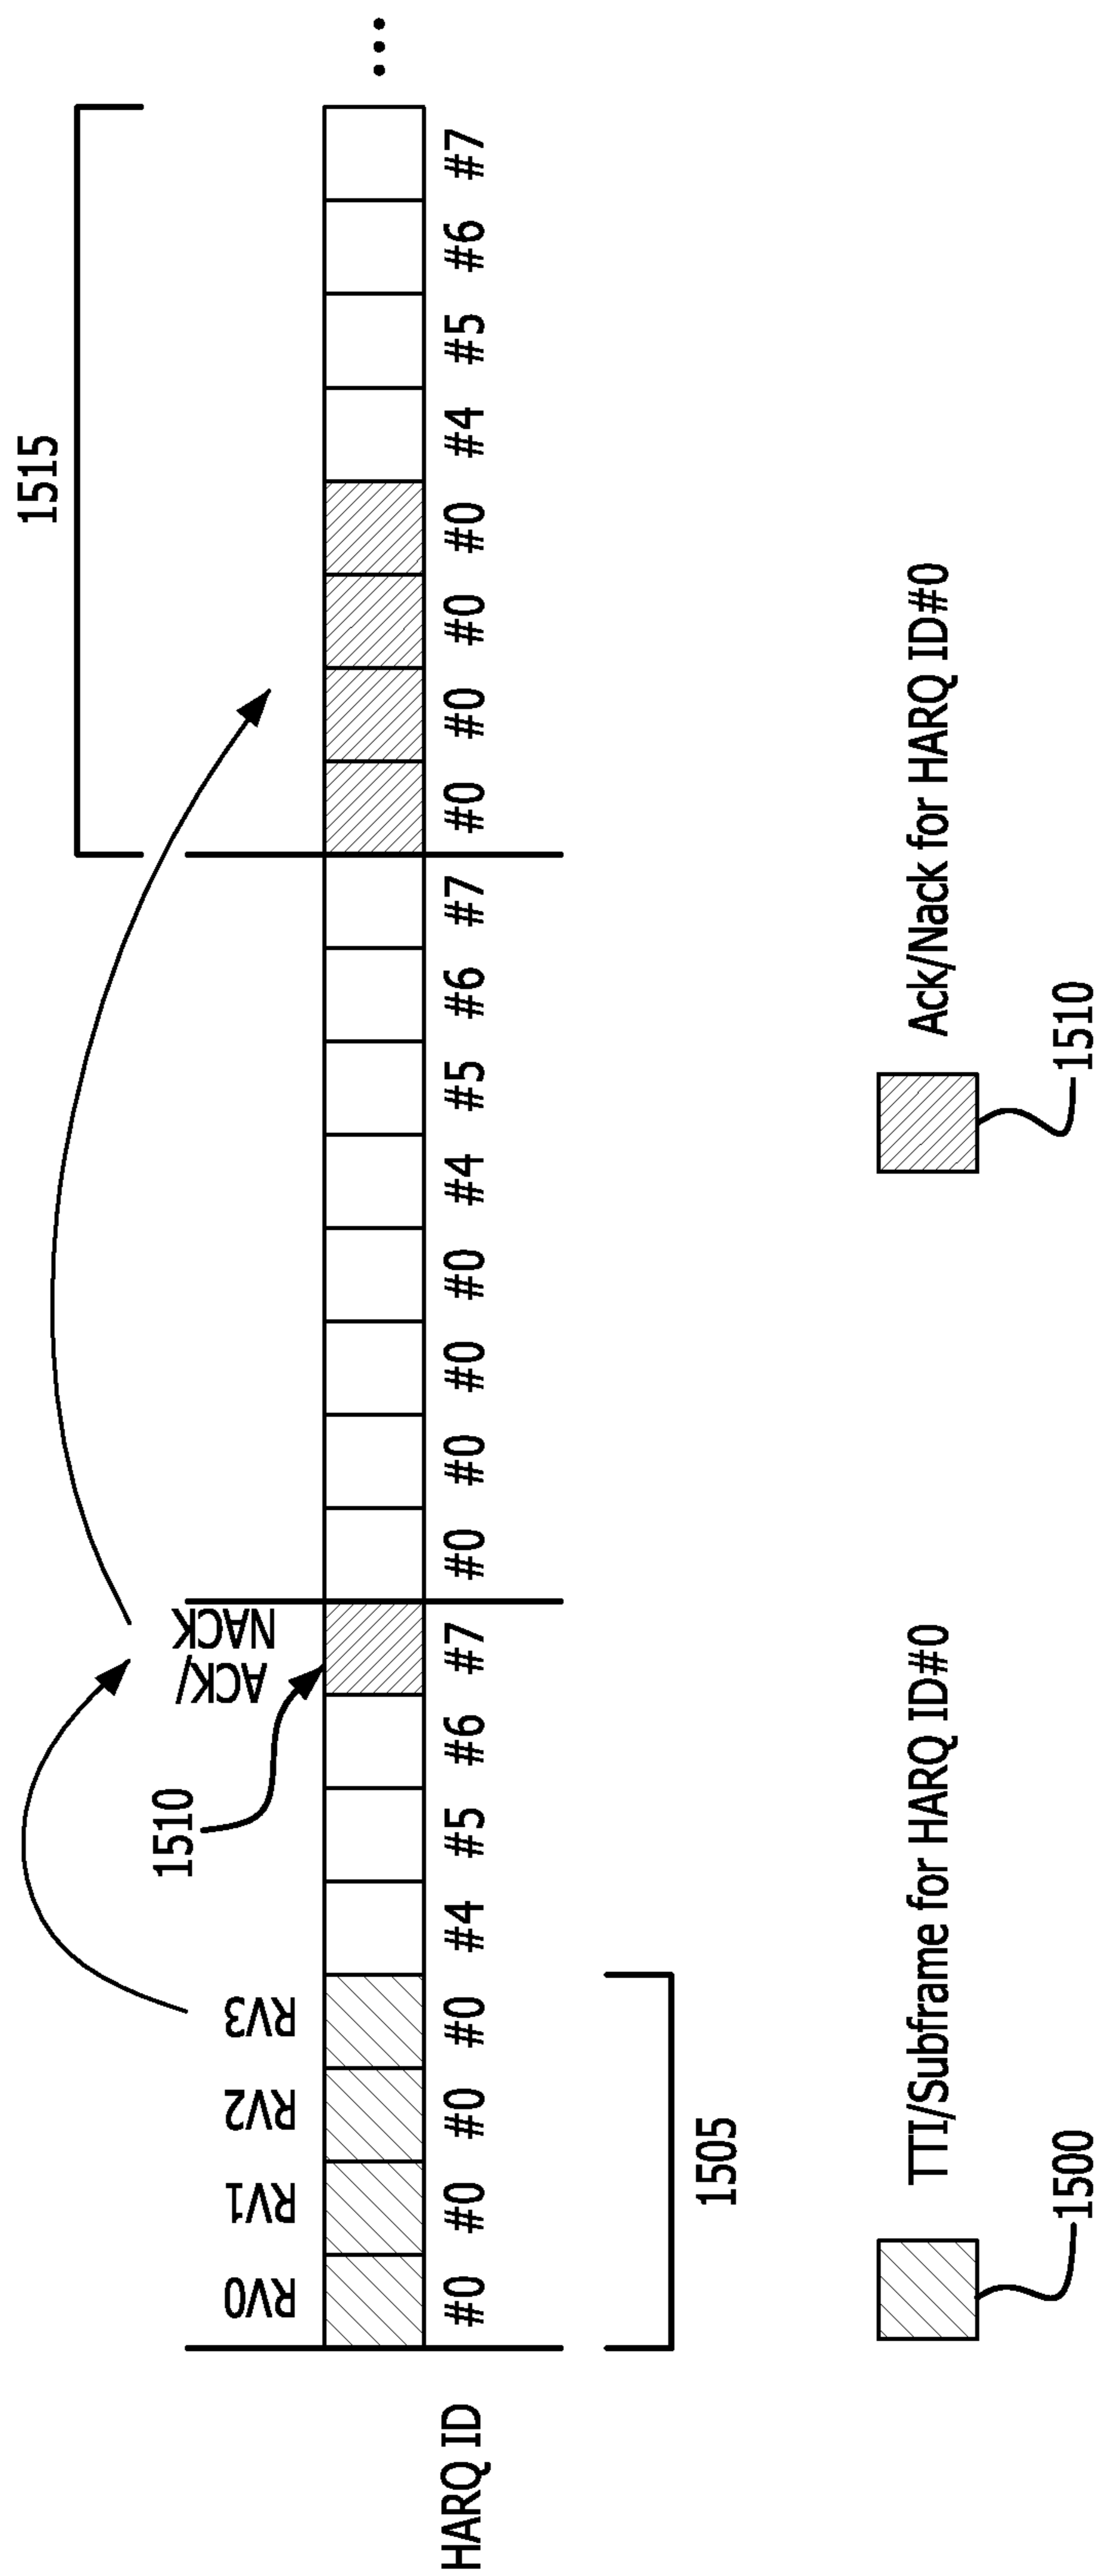 1515
1510
ACK/
NACK
RV0 RV1 RV2 RV3
HARQ ID #0 #0 #0 #0 #4 #5 #6 #7 #0 #0 #0 #0 #4 #5 #6 #7 #0 #0 #0 #0 #4 #5 #6 #7 ...
1505
TTI/Subframe for HARQ ID#0
1500
Ack/Nack for HARQ ID#0
1510